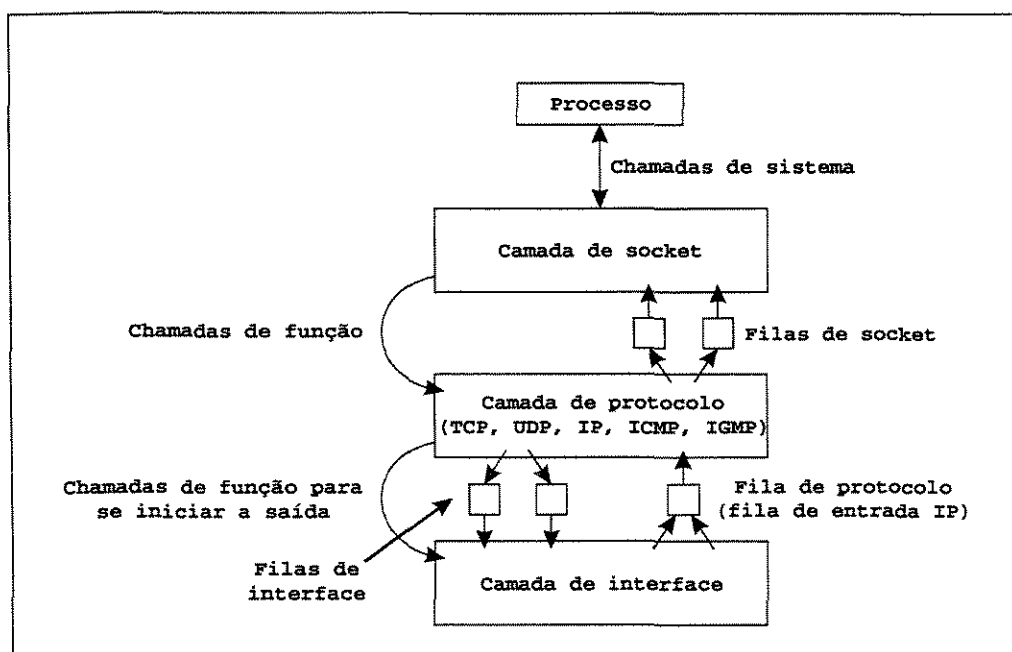 Processo
Chamadas de sistema
Camada de socket
Chamadas de função
Filas de socket
Camada de protocolo
(TCP, UDP, IP, ICMP, IGMP)
Chamadas de função para
se iniciar a saída
Fila de protocolo
(fila de entrada IP)
Filas de
interface
Camada de interface